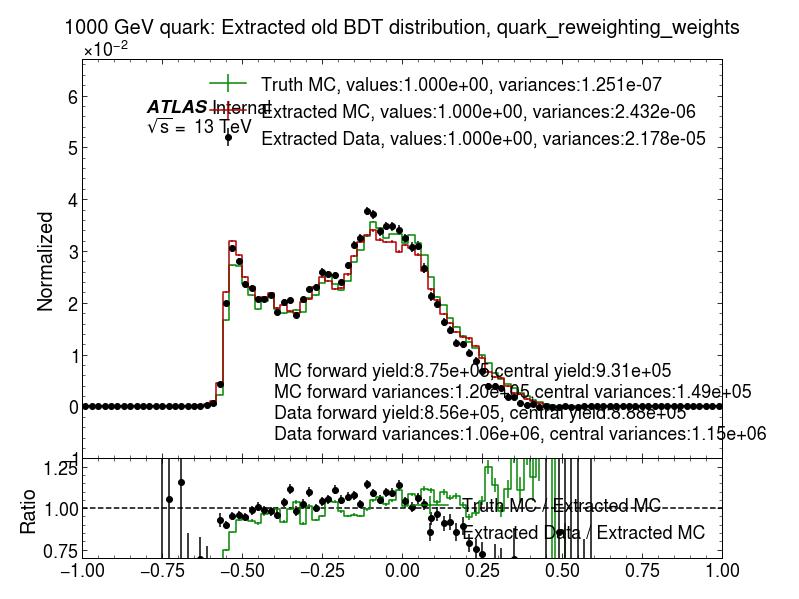 1000 GeV quark: Extracted old BDT distribution, quark_reweighting_weights
×10⁻²
Truth MC, values:1.000e+00, variances:1.251e-07
ATLAS Internal
Extracted MC, values:1.000e+00, variances:2.432e-06
√s = 13 TeV
Extracted Data, values:1.000e+00, variances:2.178e-05
6
5
4
3
2
1
0
1
Normalized
MC forward yield:8.75e+05, central yield:9.31e+05
MC forward variances:1.20e+05, central variances:1.49e+05
Data forward yield:8.56e+05, central yield:8.88e+05
Data forward variances:1.06e+06, central variances:1.15e+06
1.25
1.00
0.75
Ratio
Truth MC / Extracted MC
Extracted Data / Extracted MC
−1.00 −0.75 −0.50 −0.25 0.00 0.25 0.50 0.75 1.00